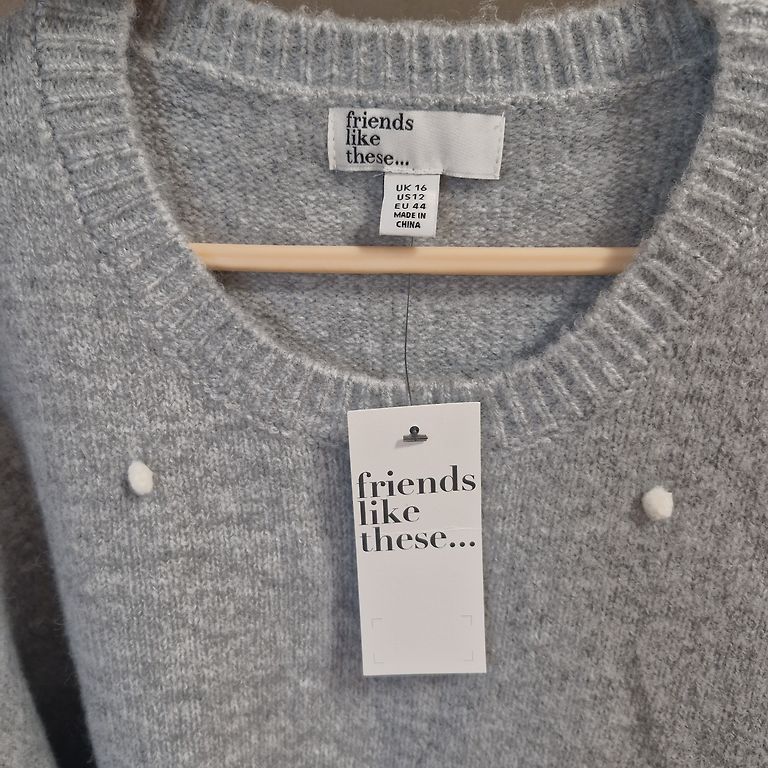 friends
like
these...
UK 16
US 12
EU 44
MADE IN
CHINA
friends
like
these...